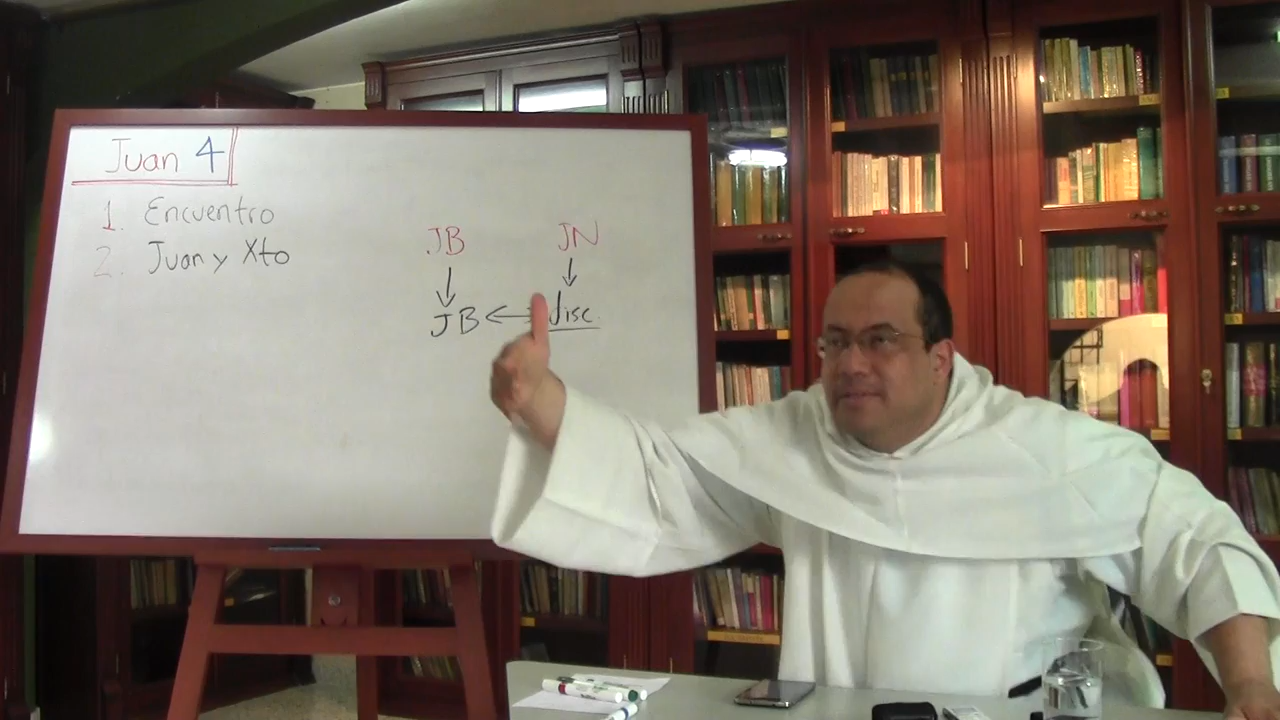 Juan 4
1. Encuentro
2. Juan y Xto
JB JN
JB ← disc.